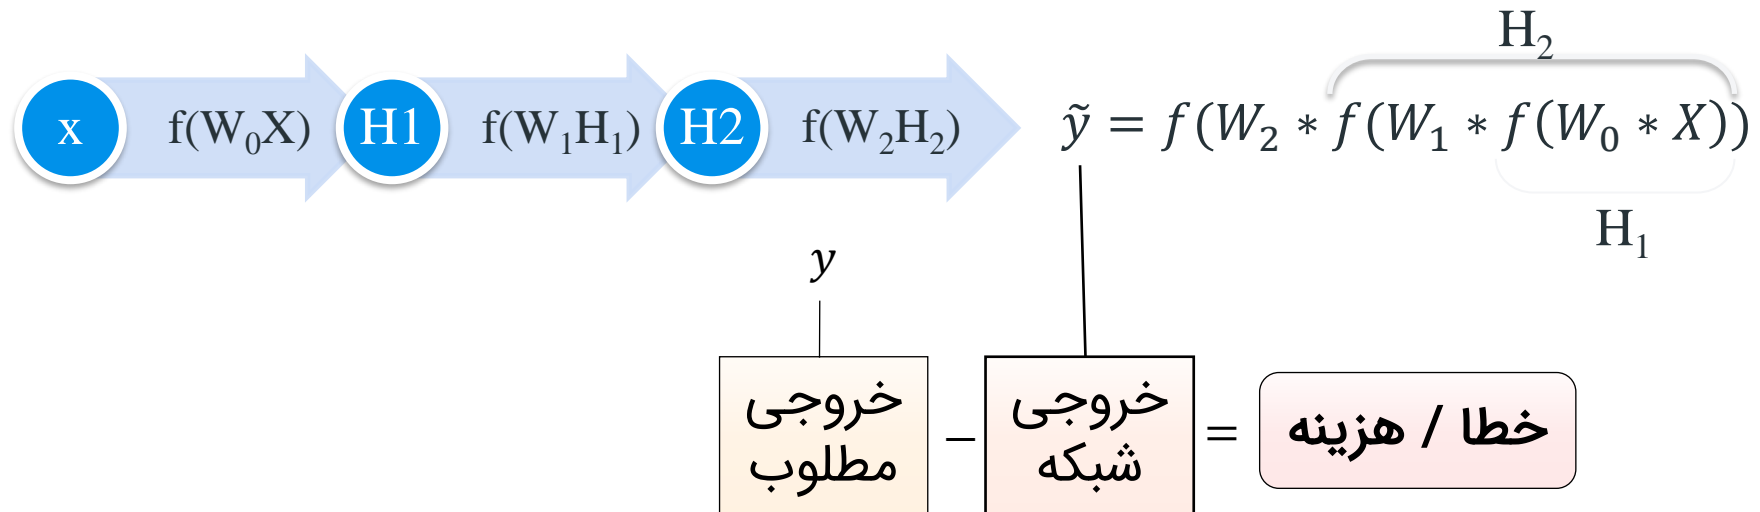 H₂
x f(W₀X) H1 f(W₁H₁) H2 f(W₂H₂) ỹ = f(W₂ * f(W₁ * f(W₀ * X))
H₁
y
خروجی مطلوب − خروجی شبکه = خطا / هزینه